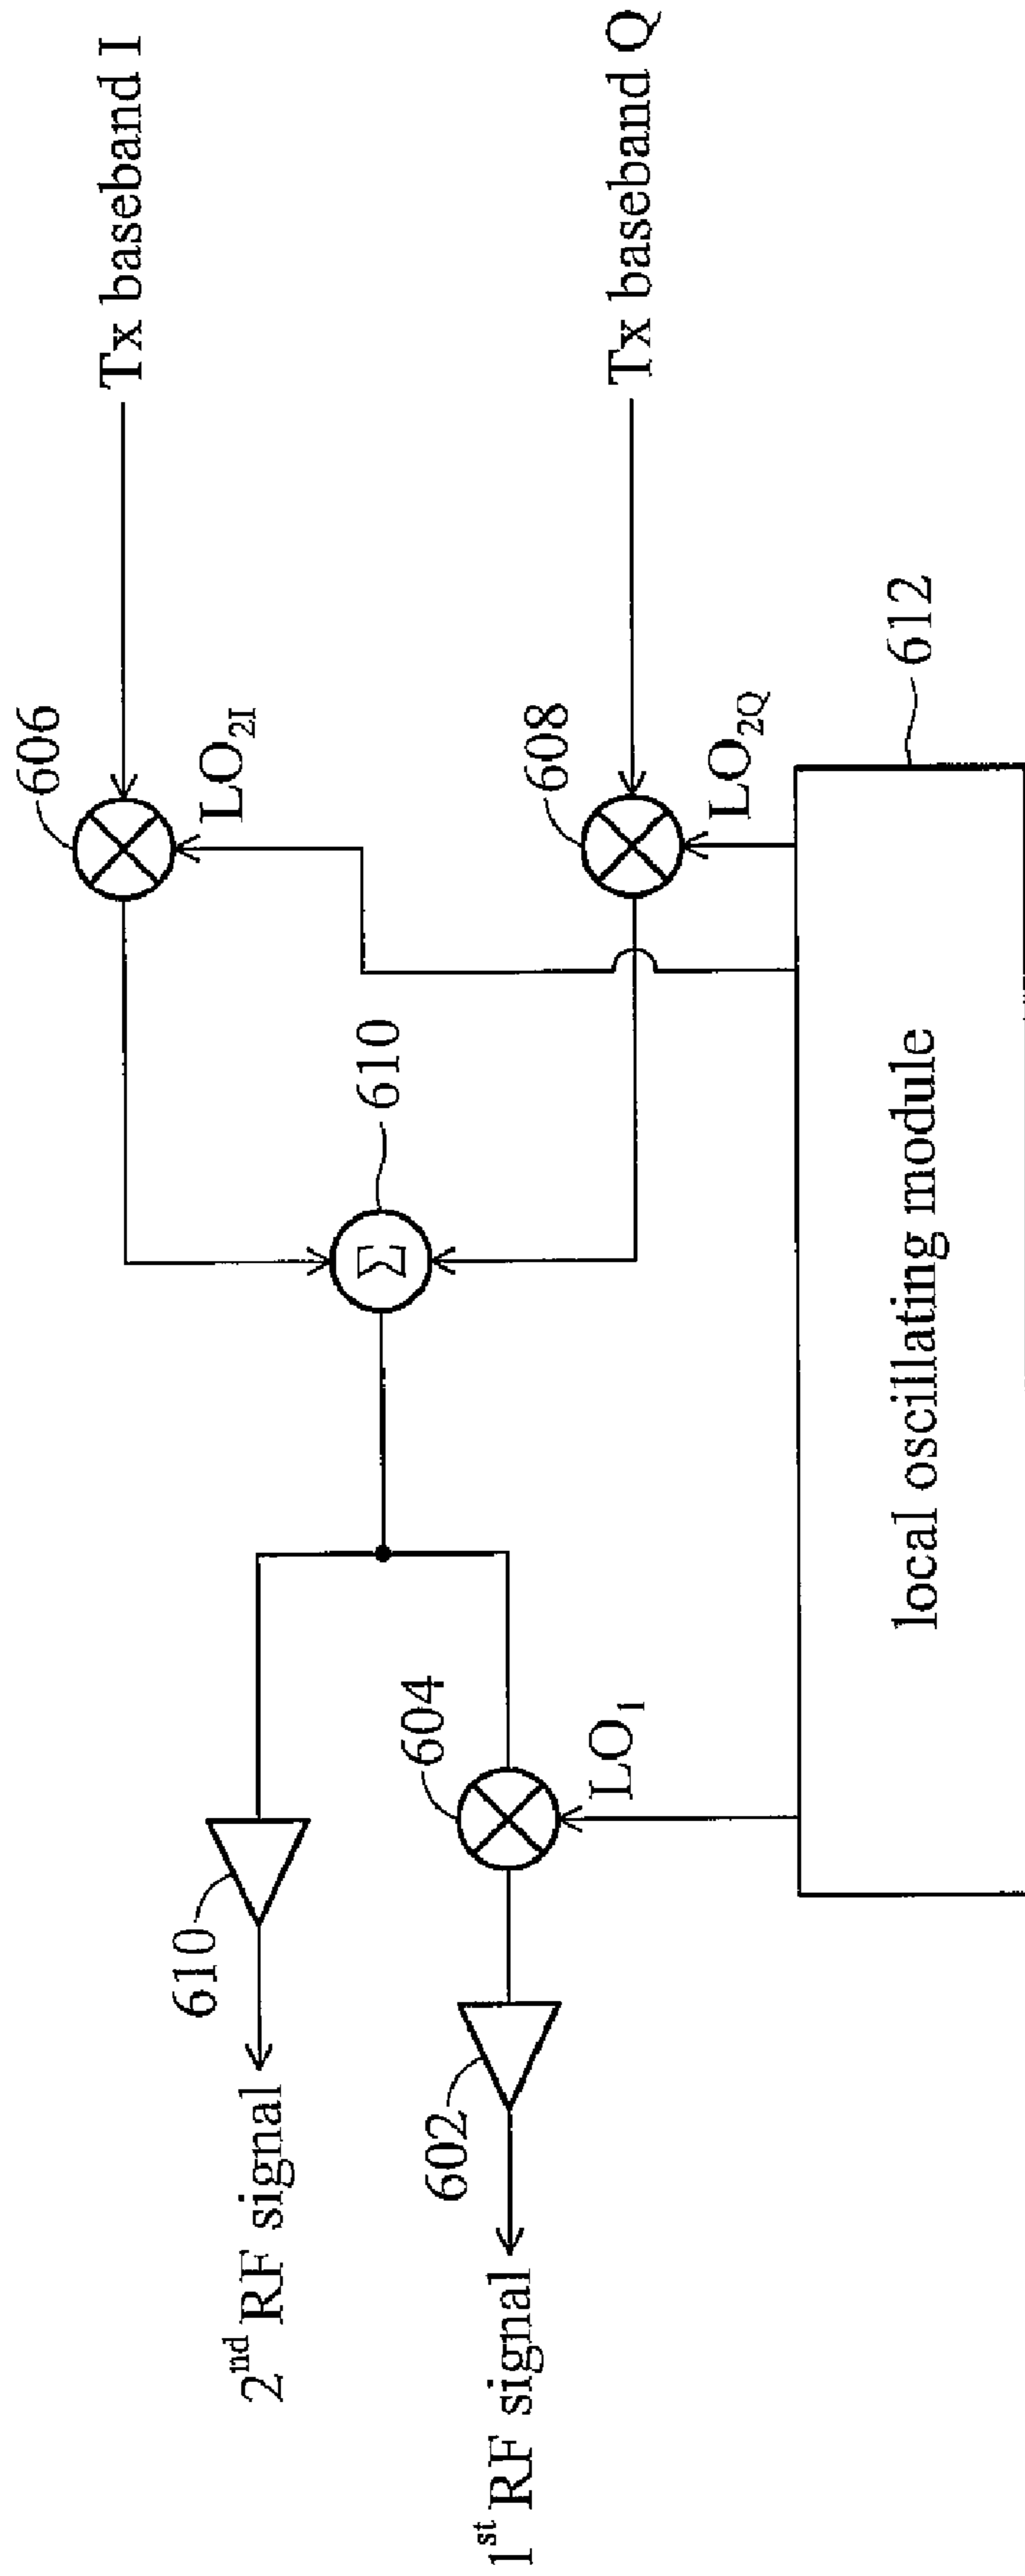 Tx baseband I
Tx baseband Q
606
LO2I
608
LO2Q
612
610
Σ
local oscillating module
604
LO1
610
602
2nd RF signal
1st RF signal